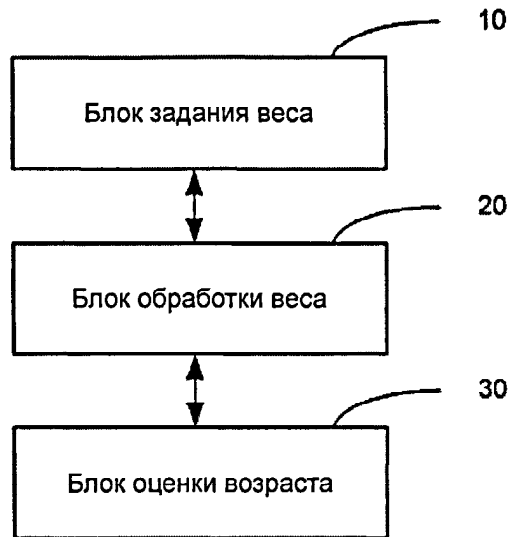 10
Блок задания веса
20
Блок обработки веса
30
Блок оценки возраста